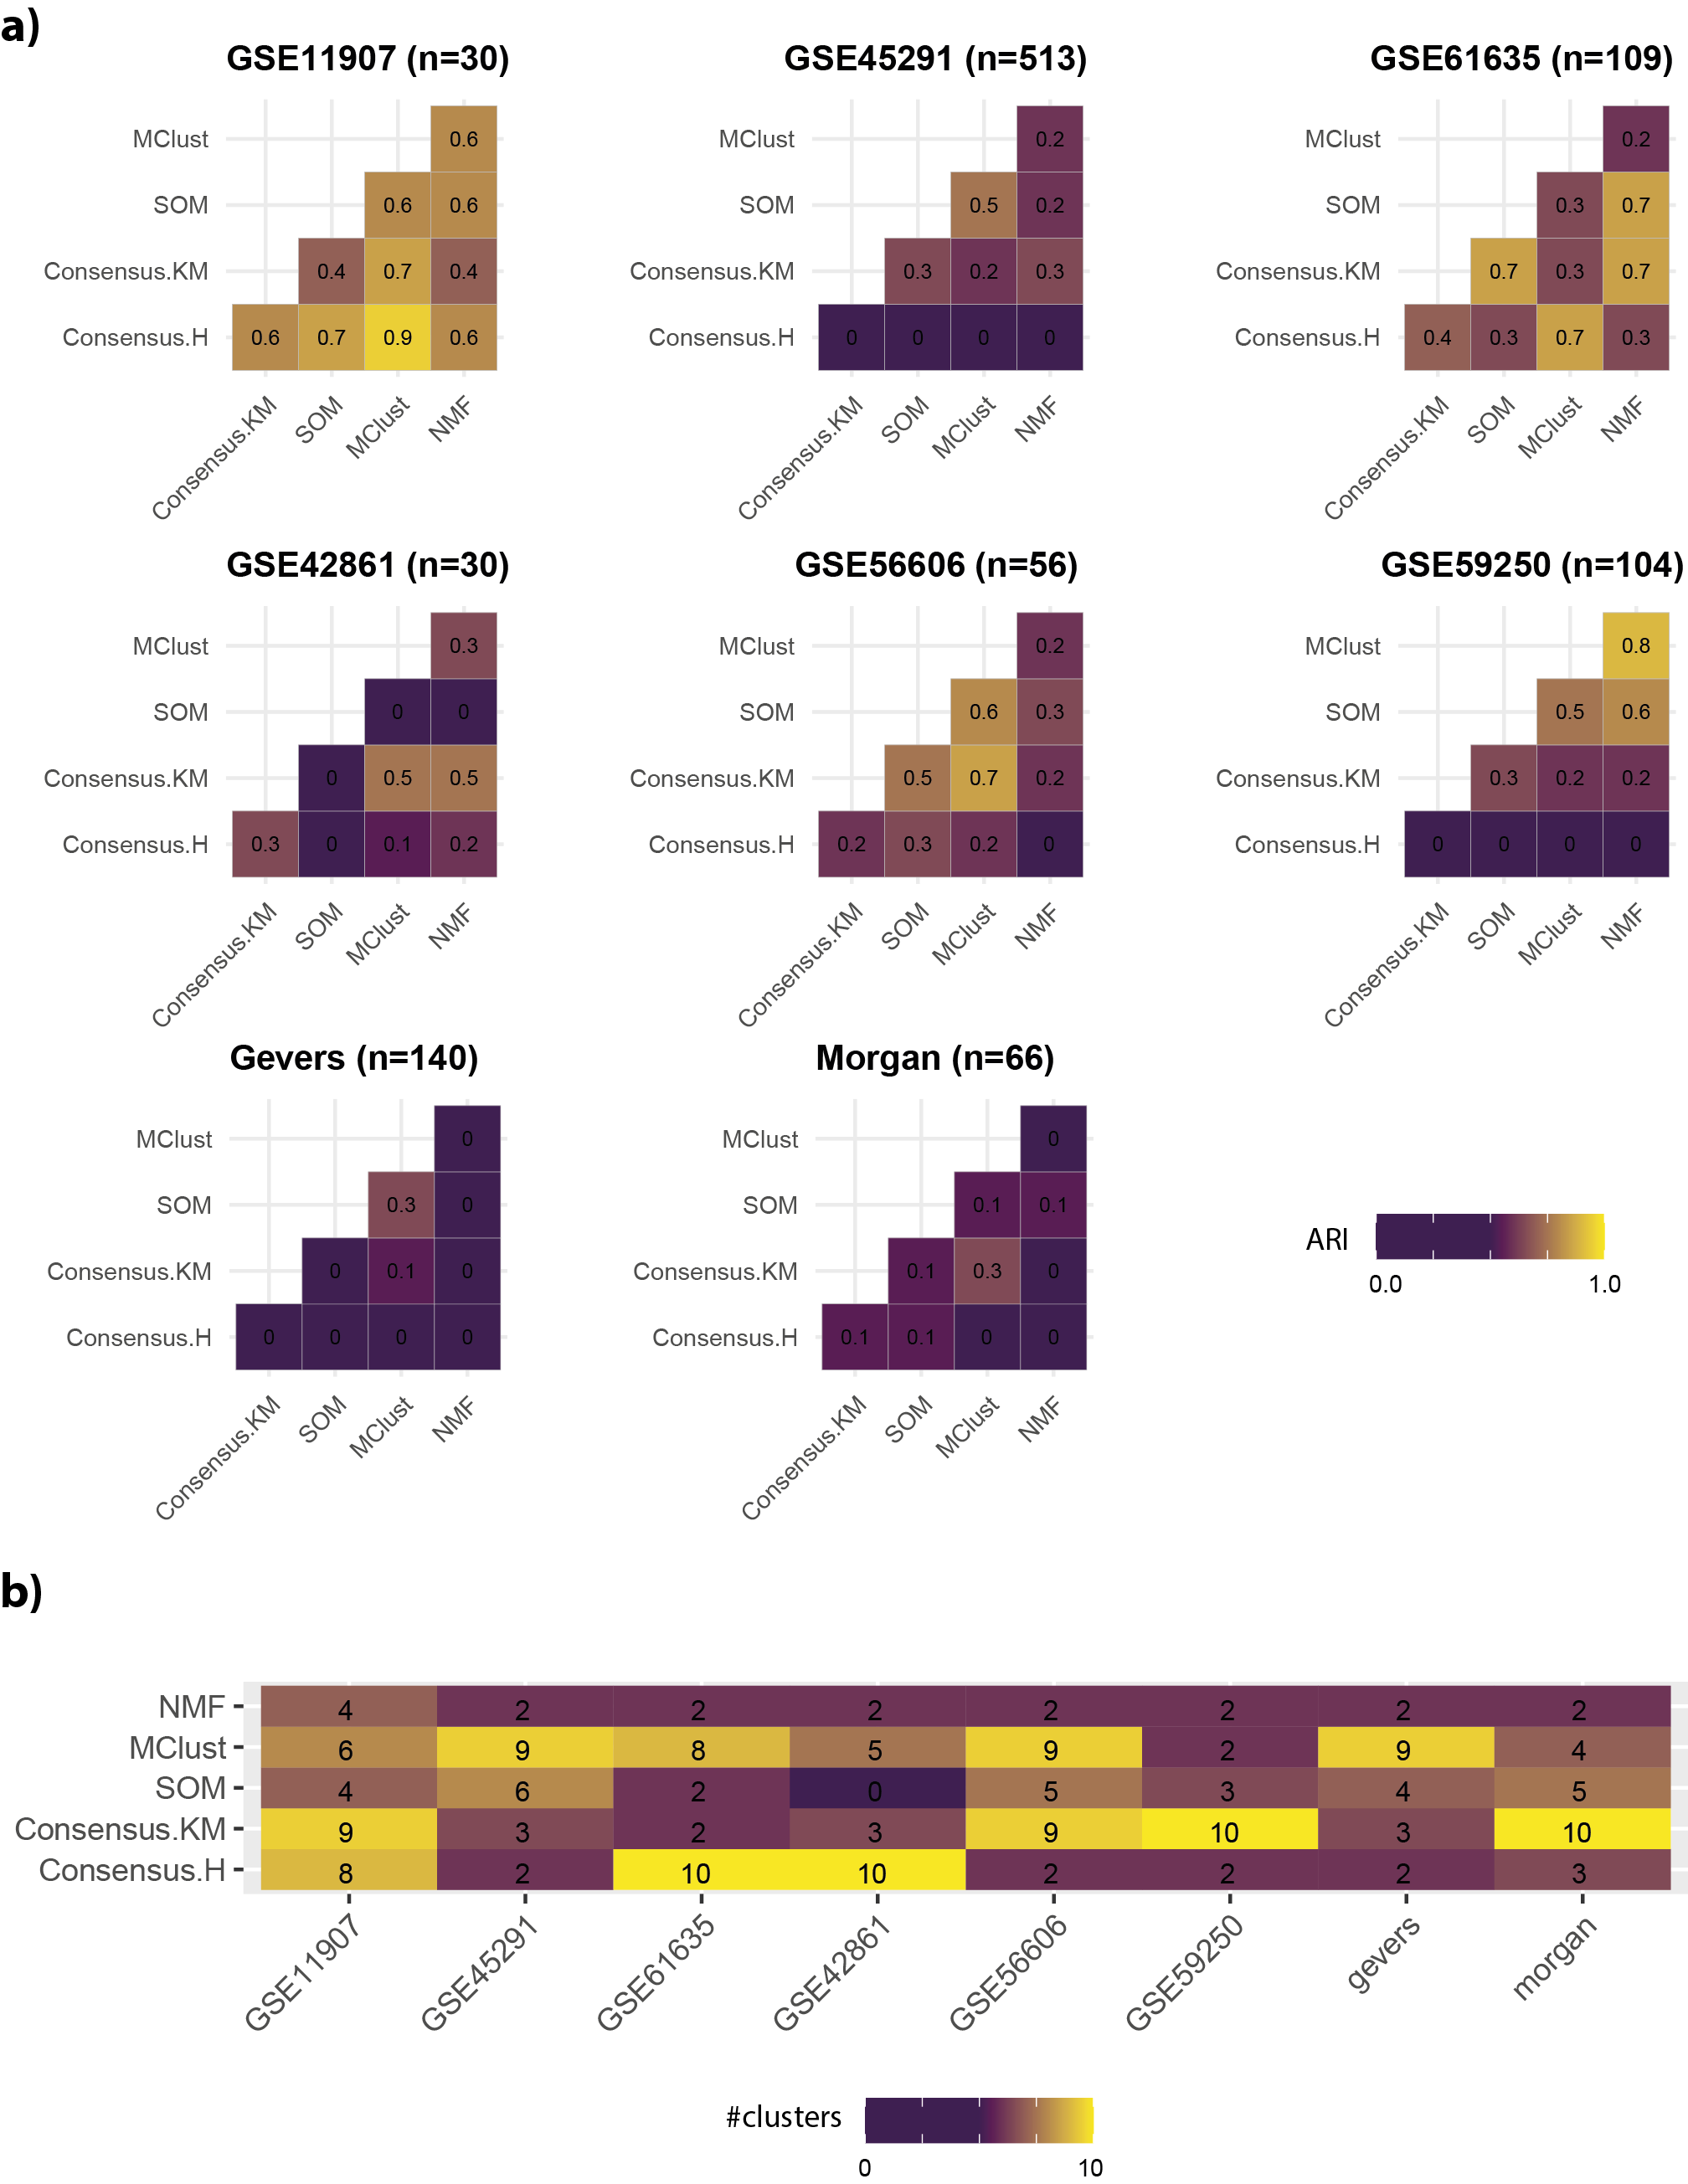 a)
GSE11907 (n=30)
MClust 0.6
SOM 0.6 0.6
Consensus.KM 0.4 0.7 0.4
Consensus.H 0.6 0.7 0.9 0.6
Consensus.KM SOM MClust NMF
GSE45291 (n=513)
MClust 0.2
SOM 0.5 0.2
Consensus.KM 0.3 0.2 0.3
Consensus.H 0 0 0 0
Consensus.KM SOM MClust NMF
GSE61635 (n=109)
MClust 0.2
SOM 0.3 0.7
Consensus.KM 0.7 0.3 0.7
Consensus.H 0.4 0.3 0.7 0.3
Consensus.KM SOM MClust NMF
GSE42861 (n=30)
MClust 0.3
SOM 0 0
Consensus.KM 0 0.5 0.5
Consensus.H 0.3 0 0.1 0.2
Consensus.KM SOM MClust NMF
GSE56606 (n=56)
MClust 0.2
SOM 0.6 0.3
Consensus.KM 0.5 0.7 0.2
Consensus.H 0.2 0.3 0.2 0
Consensus.KM SOM MClust NMF
GSE59250 (n=104)
MClust 0.8
SOM 0.5 0.6
Consensus.KM 0.3 0.2 0.2
Consensus.H 0 0 0 0
Consensus.KM SOM MClust NMF
Gevers (n=140)
MClust 0
SOM 0.3 0
Consensus.KM 0 0.1 0
Consensus.H 0 0 0 0
Consensus.KM SOM MClust NMF
Morgan (n=66)
MClust 0
SOM 0.1 0.1
Consensus.KM 0.1 0.3 0
Consensus.H 0.1 0.1 0 0
Consensus.KM SOM MClust NMF
ARI
0.0 1.0
b)
NMF 4 2 2 2 2 2 2 2
MClust 6 9 8 5 9 2 9 4
SOM 4 6 2 0 5 3 4 5
Consensus.KM 9 3 2 3 9 10 3 10
Consensus.H 8 2 10 10 2 2 2 3
GSE11907 GSE45291 GSE61635 GSE42861 GSE56606 GSE59250 gevers morgan
#clusters
0 10